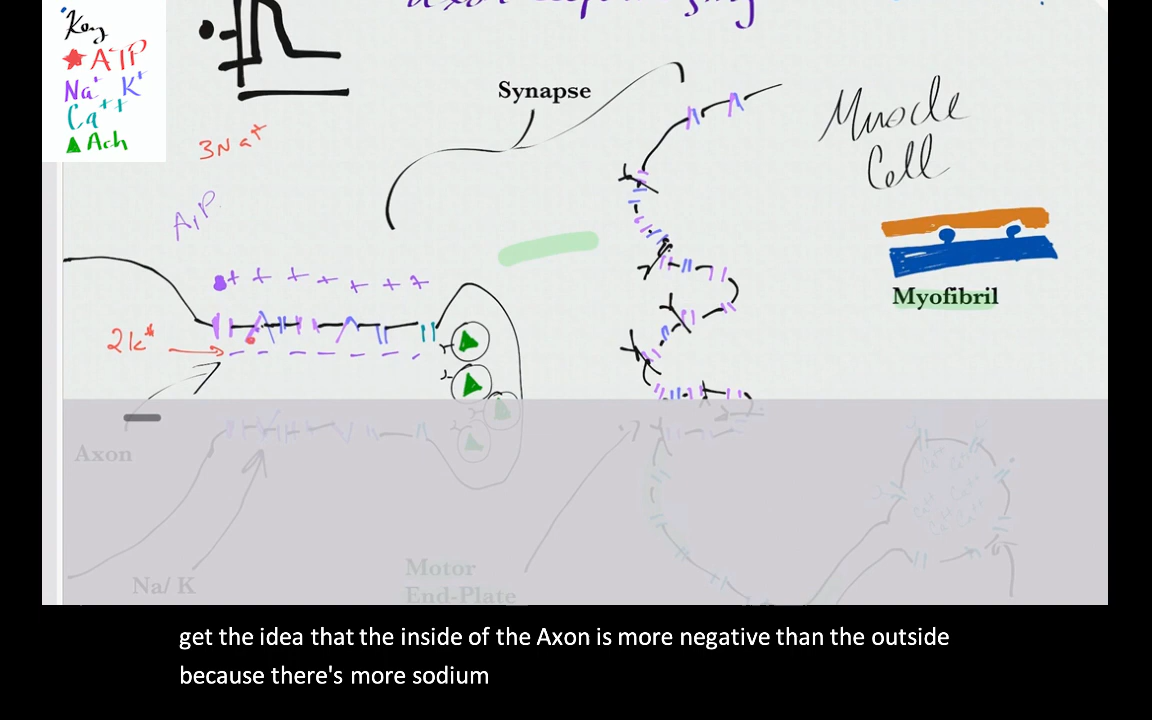 Key
ATP
Na+ K+
Ca++
Ach
Synapse
Muscle
Cell
3Na+
ATP
Myofibril
2K+
Axon
Na/ K
Motor
End-Plate
get the idea that the inside of the Axon is more negative than the outside
because there's more sodium